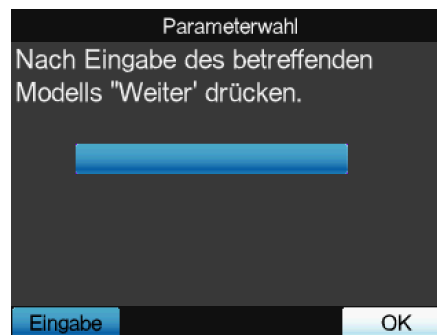 Parameterwahl
Nach Eingabe des betreffenden
Modells "Weiter' drücken.
Eingabe
OK